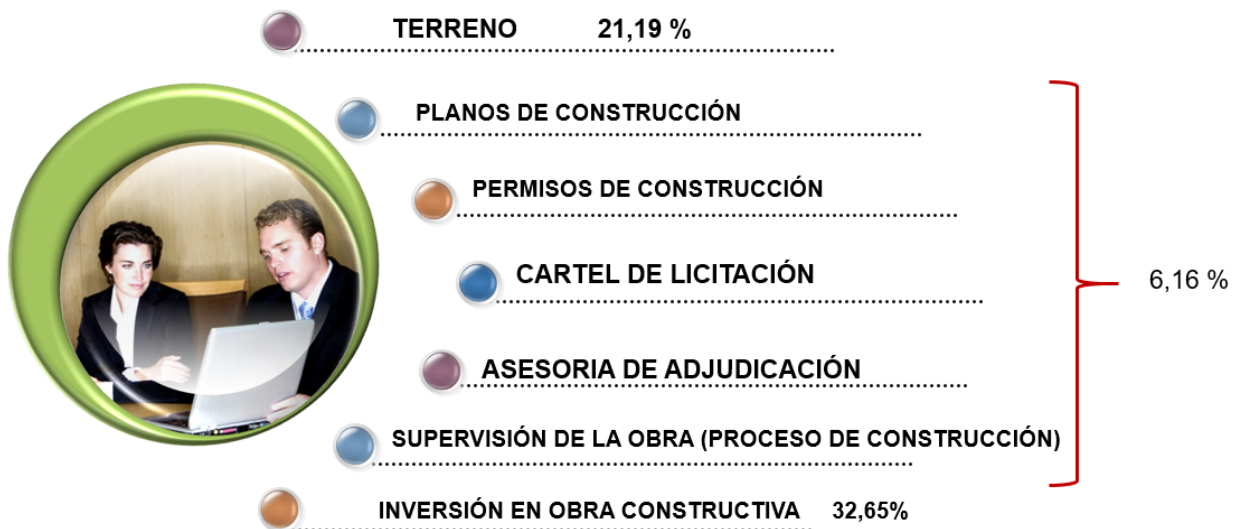 TERRENO 21,19 %
PLANOS DE CONSTRUCCIÓN
PERMISOS DE CONSTRUCCIÓN
CARTEL DE LICITACIÓN
6,16 %
ASESORIA DE ADJUDICACIÓN
SUPERVISIÓN DE LA OBRA (PROCESO DE CONSTRUCCIÓN)
INVERSIÓN EN OBRA CONSTRUCTIVA 32,65%